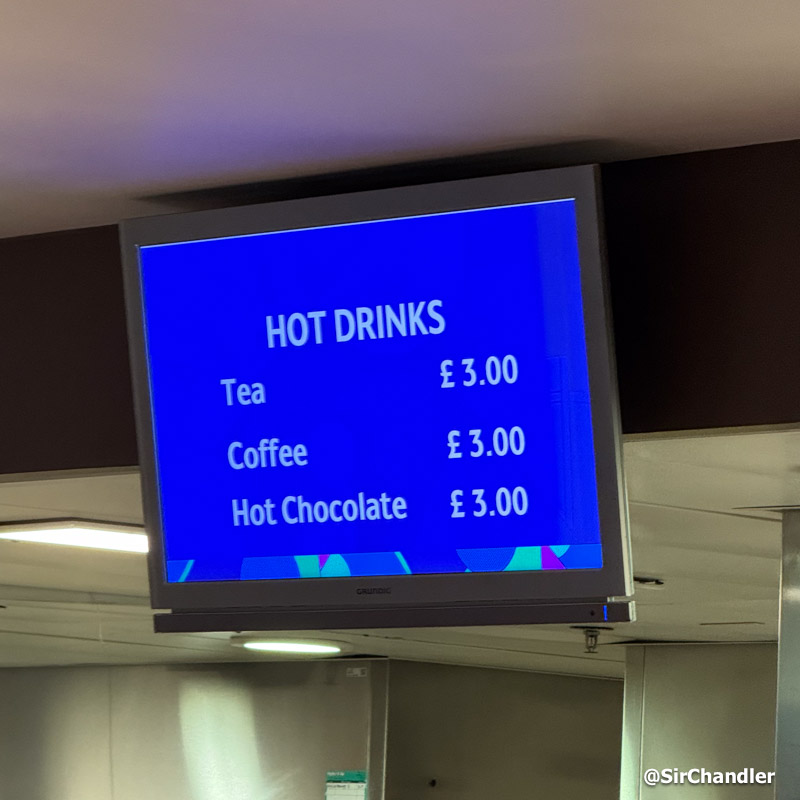 HOT DRINKS
Tea £ 3.00
Coffee £ 3.00
Hot Chocolate £ 3.00
GRUNDIG
@SirChandler